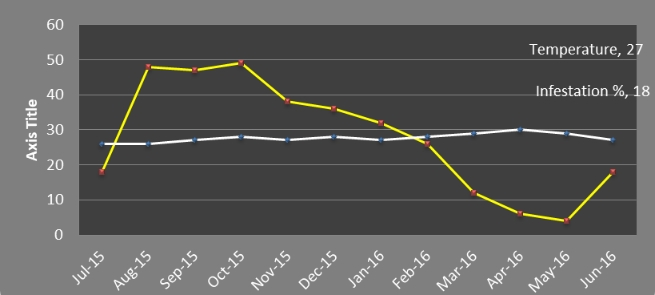 60
50
40
30
20
10
0
Axis Title
Temperature, 27
Infestation %, 18
Jul-15
Aug-15
Sep-15
Oct-15
Nov-15
Dec-15
Jan-16
Feb-16
Mar-16
Apr-16
May-16
Jun-16